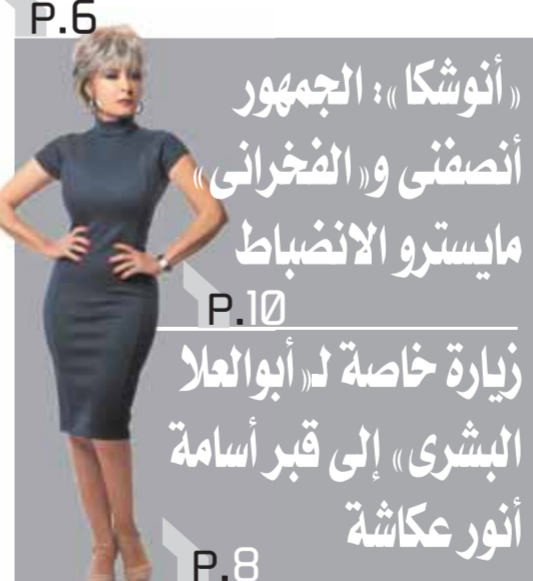 P.6
«أنوشكا»: الجمهور
أنصفنى و«الفخرانى»
مايسترو الانضباط
P.10
زيارة خاصة لـ«أبوالعلا
البشرى» إلى قبر أسامة
أنور عكاشة
P.8